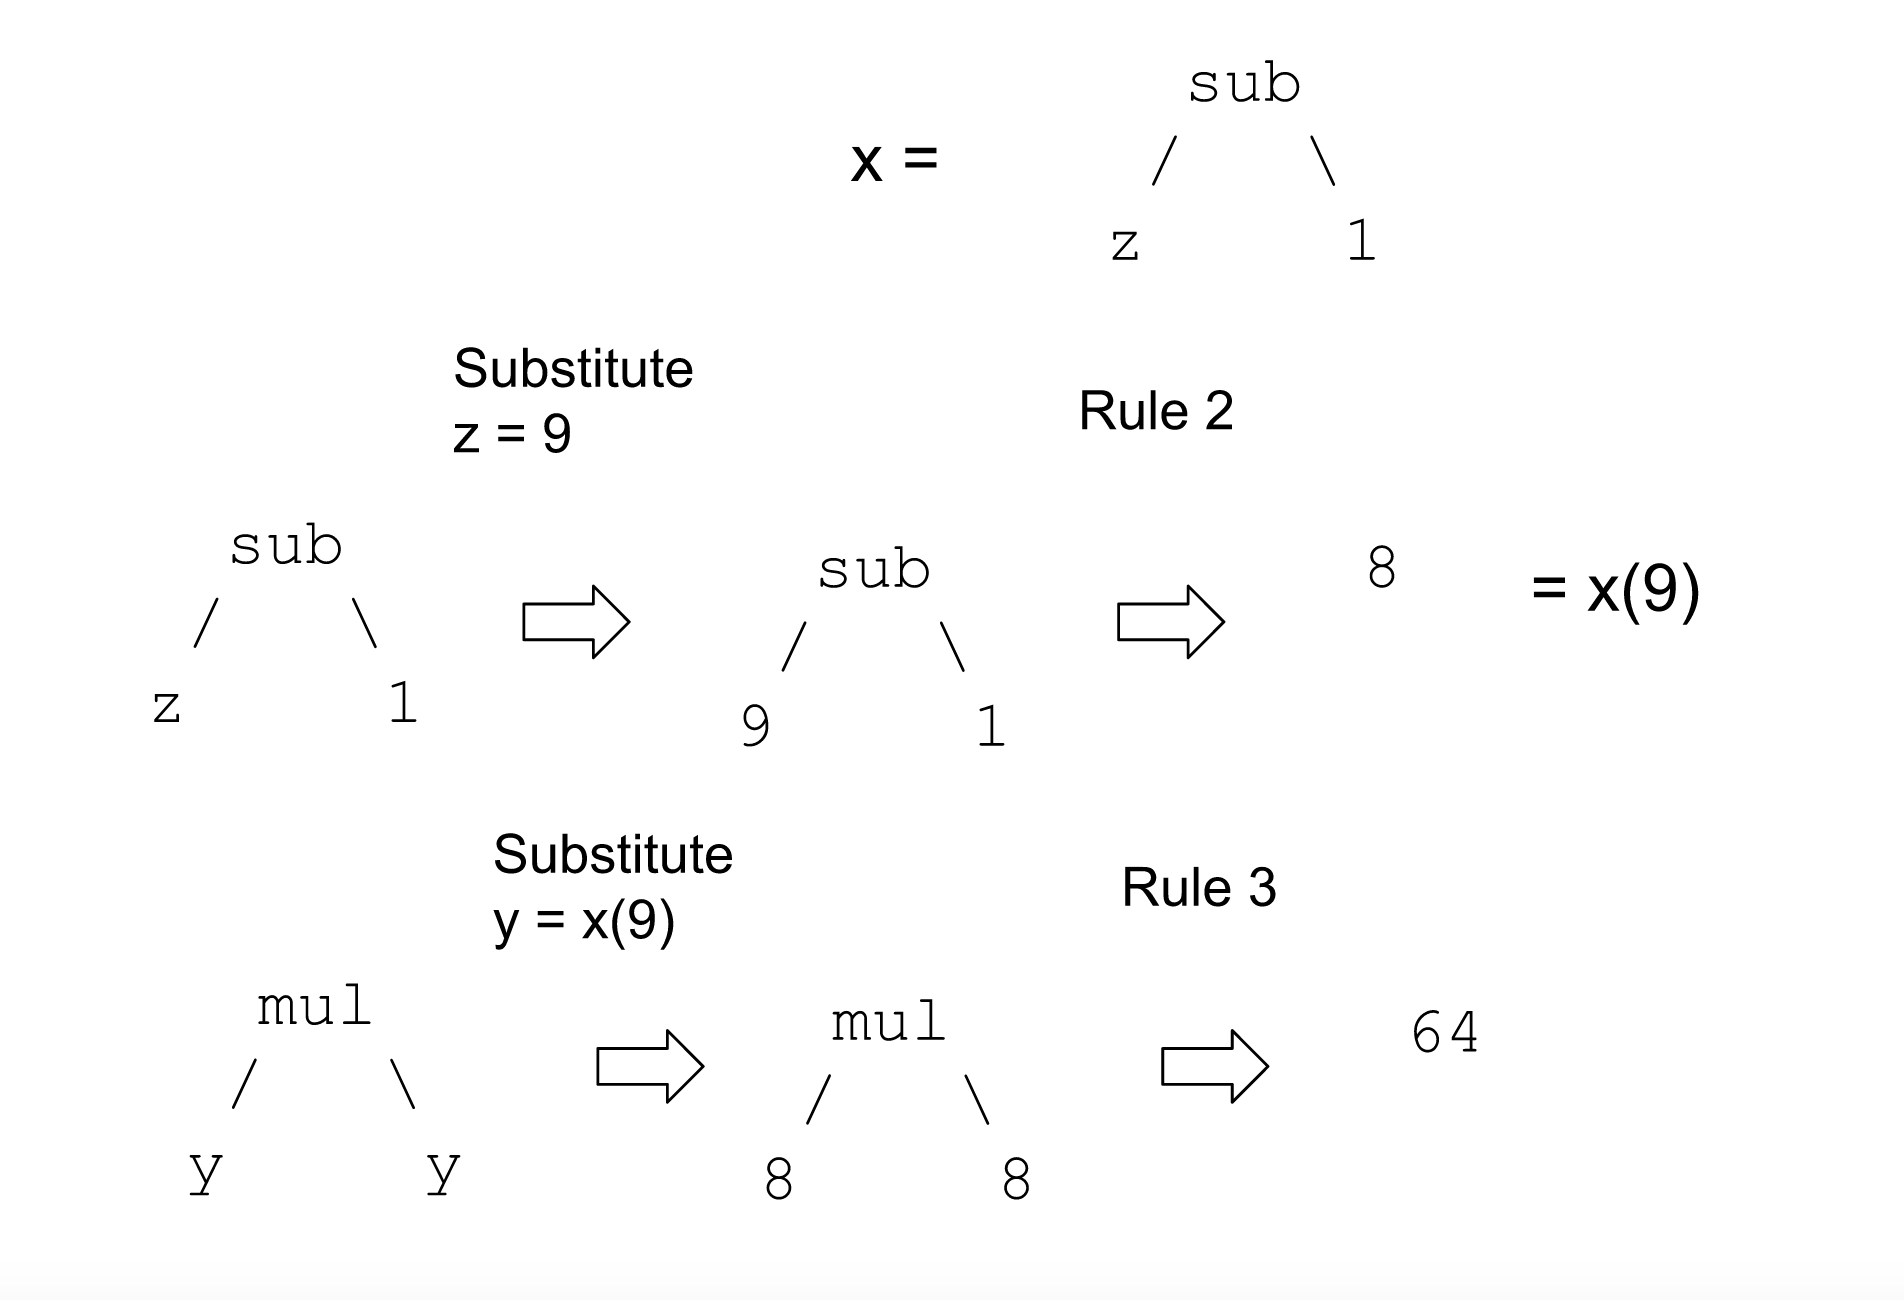 sub
x =
z 1
Substitute
z = 9
Rule 2
sub
sub
8
= x(9)
z 1
9 1
Substitute
y = x(9)
Rule 3
mul
mul
64
y y
8 8